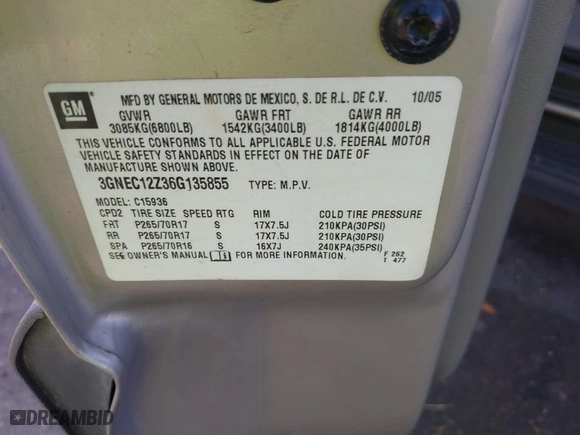 GM
MFD BY GENERAL MOTORS DE MEXICO, S. DE R.L. DE C.V. 10/05
GVWR GAWR FRT GAWR RR
3085KG(6800LB) 1542KG(3400LB) 1814KG(4000LB)
THIS VEHICLE CONFORMS TO ALL APPLICABLE U.S. FEDERAL MOTOR
VEHICLE SAFETY STANDARDS IN EFFECT ON THE DATE OF
MANUFACTURE SHOWN ABOVE.
3GNEC12Z36G135855 TYPE: M.P.V.
MODEL: C15936
CPD2 TIRE SIZE SPEED RTG RIM COLD TIRE PRESSURE
FRT P265/70R17 S 17X7.5J 210KPA(30PSI)
RR P265/70R17 S 17X7.5J 210KPA(30PSI)
SPA P265/70R16 S 16X7J 240KPA(35PSI)
SEE OWNER'S MANUAL FOR MORE INFORMATION F 262
T 477
DREAMBID